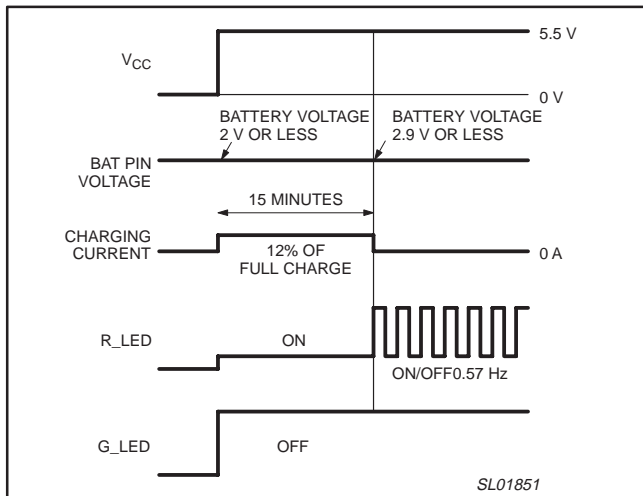 5.5 V
VCC
0 V
BATTERY VOLTAGE
2 V OR LESS
BATTERY VOLTAGE
2.9 V OR LESS
BAT PIN
VOLTAGE
15 MINUTES
CHARGING
CURRENT
12% OF
FULL CHARGE
0 A
R_LED
ON
ON/OFF0.57 Hz
G_LED
OFF
SL01851